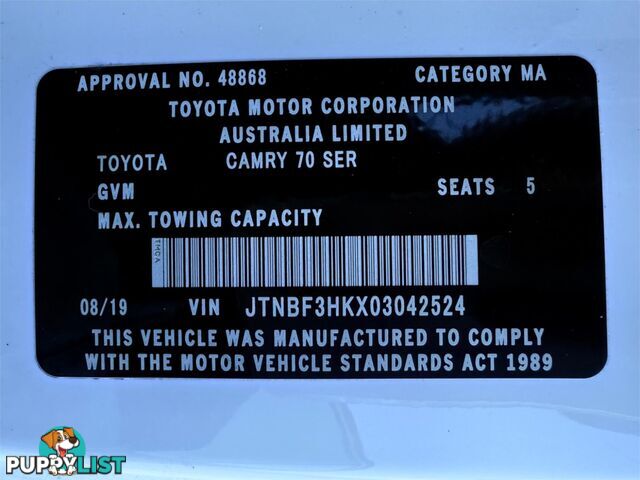 APPROVAL NO. 48868 CATEGORY MA
TOYOTA MOTOR CORPORATION
AUSTRALIA LIMITED
TOYOTA CAMRY 70 SER
GVM SEATS 5
MAX. TOWING CAPACITY
TMCA
08/19 VIN JTNBF3HKX03042524
THIS VEHICLE WAS MANUFACTURED TO COMPLY
WITH THE MOTOR VEHICLE STANDARDS ACT 1989
PUPPYLIST